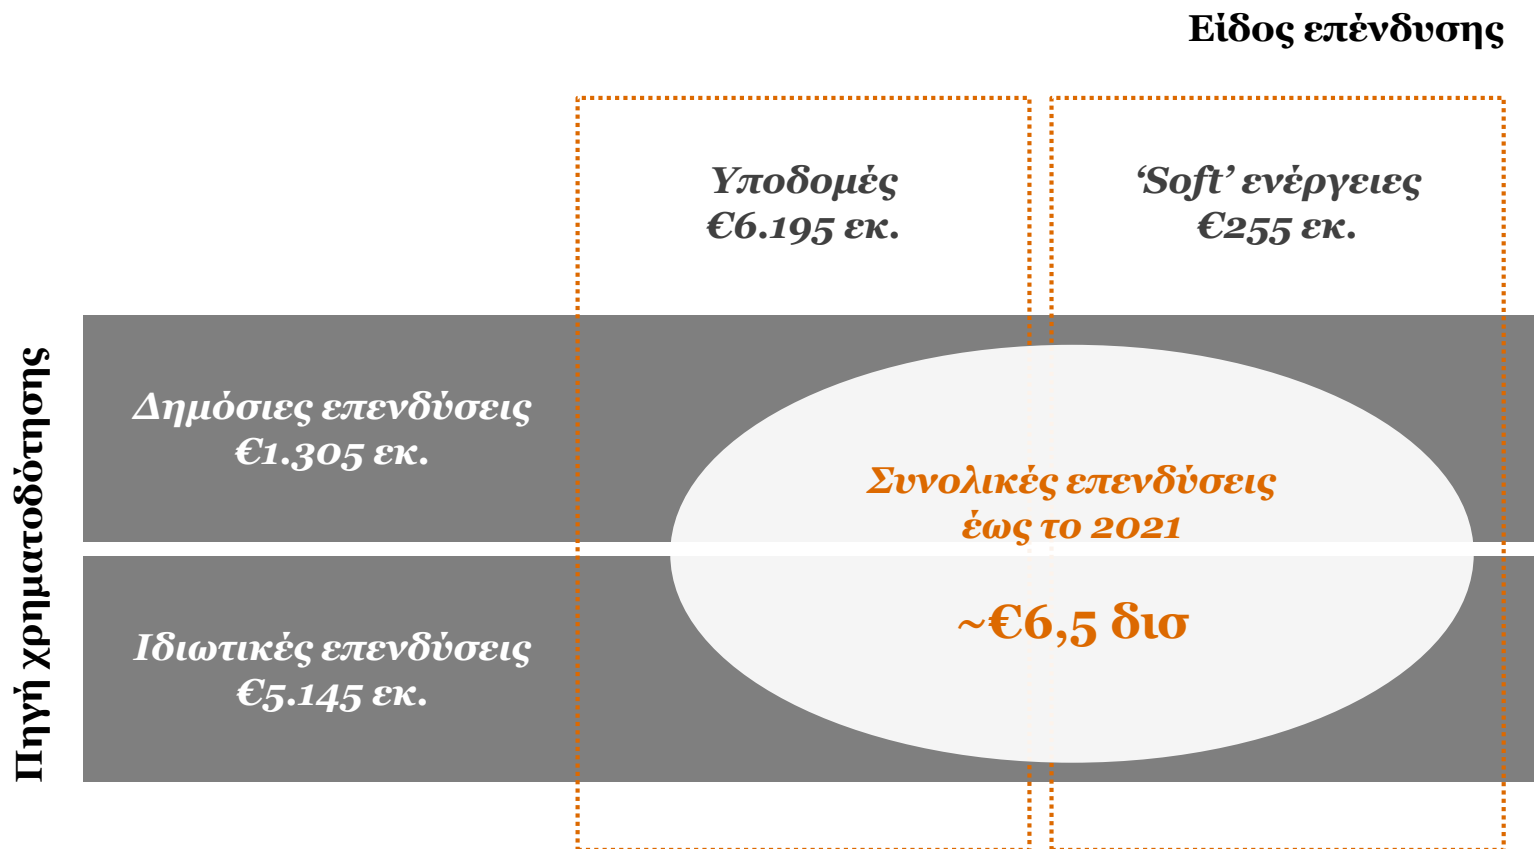 Είδος επένδυσης
Υποδομές
€6.195 εκ.
‘Soft’ ενέργειες
€255 εκ.
Πηγή χρηματοδότησης
Δημόσιες επενδύσεις
€1.305 εκ.
Συνολικές επενδύσεις
έως το 2021
~€6,5 δισ
Ιδιωτικές επενδύσεις
€5.145 εκ.